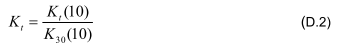 K_t = K_t(10) / K_30(10) (D.2)